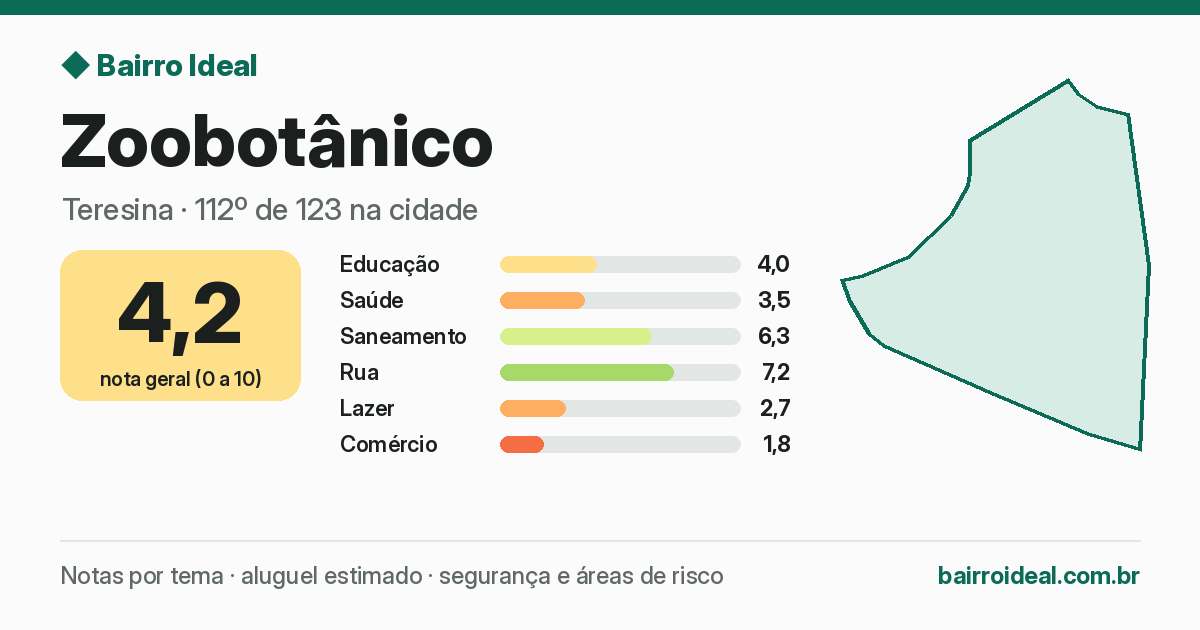 Bairro Ideal
Zoobotânico
Teresina · 112º de 123 na cidade
4,2
nota geral (0 a 10)
Educação 4,0
Saúde 3,5
Saneamento 6,3
Rua 7,2
Lazer 2,7
Comércio 1,8
Notas por tema · aluguel estimado · segurança e áreas de risco
bairroideal.com.br